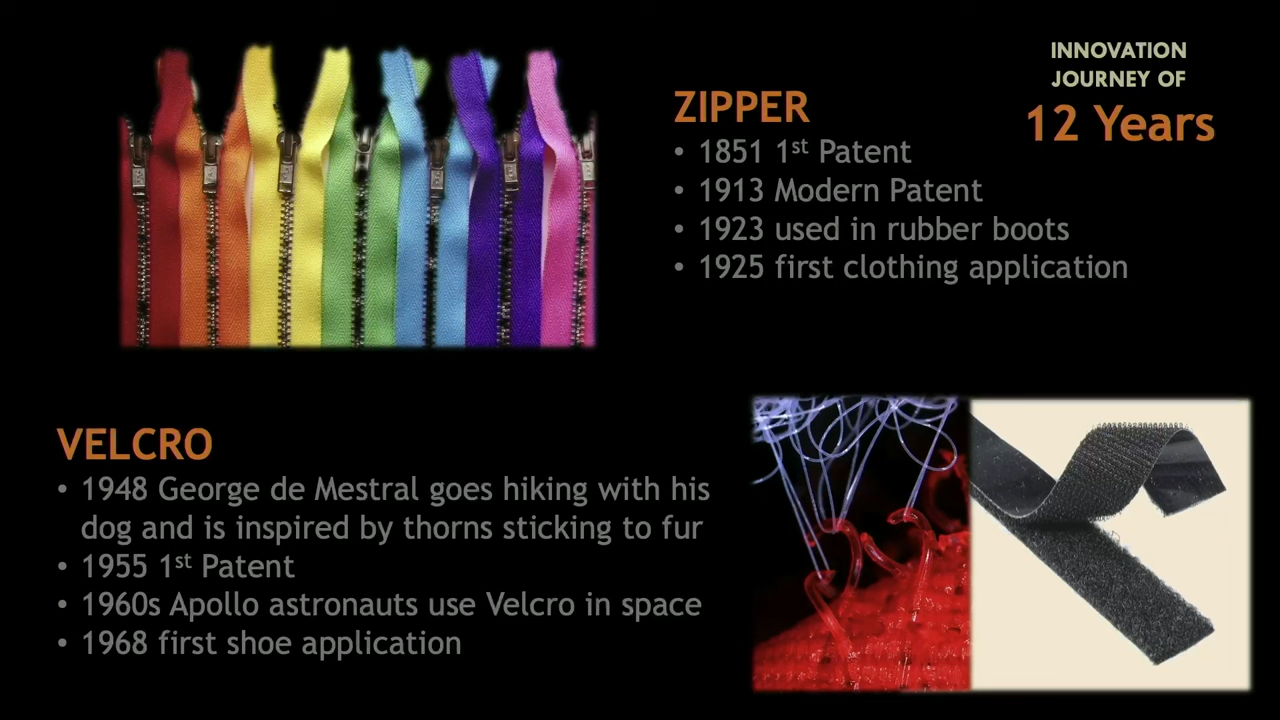 INNOVATION
JOURNEY OF
12 Years
ZIPPER
• 1851 1st Patent
• 1913 Modern Patent
• 1923 used in rubber boots
• 1925 first clothing application
VELCRO
• 1948 George de Mestral goes hiking with his
dog and is inspired by thorns sticking to fur
• 1955 1st Patent
• 1960s Apollo astronauts use Velcro in space
• 1968 first shoe application